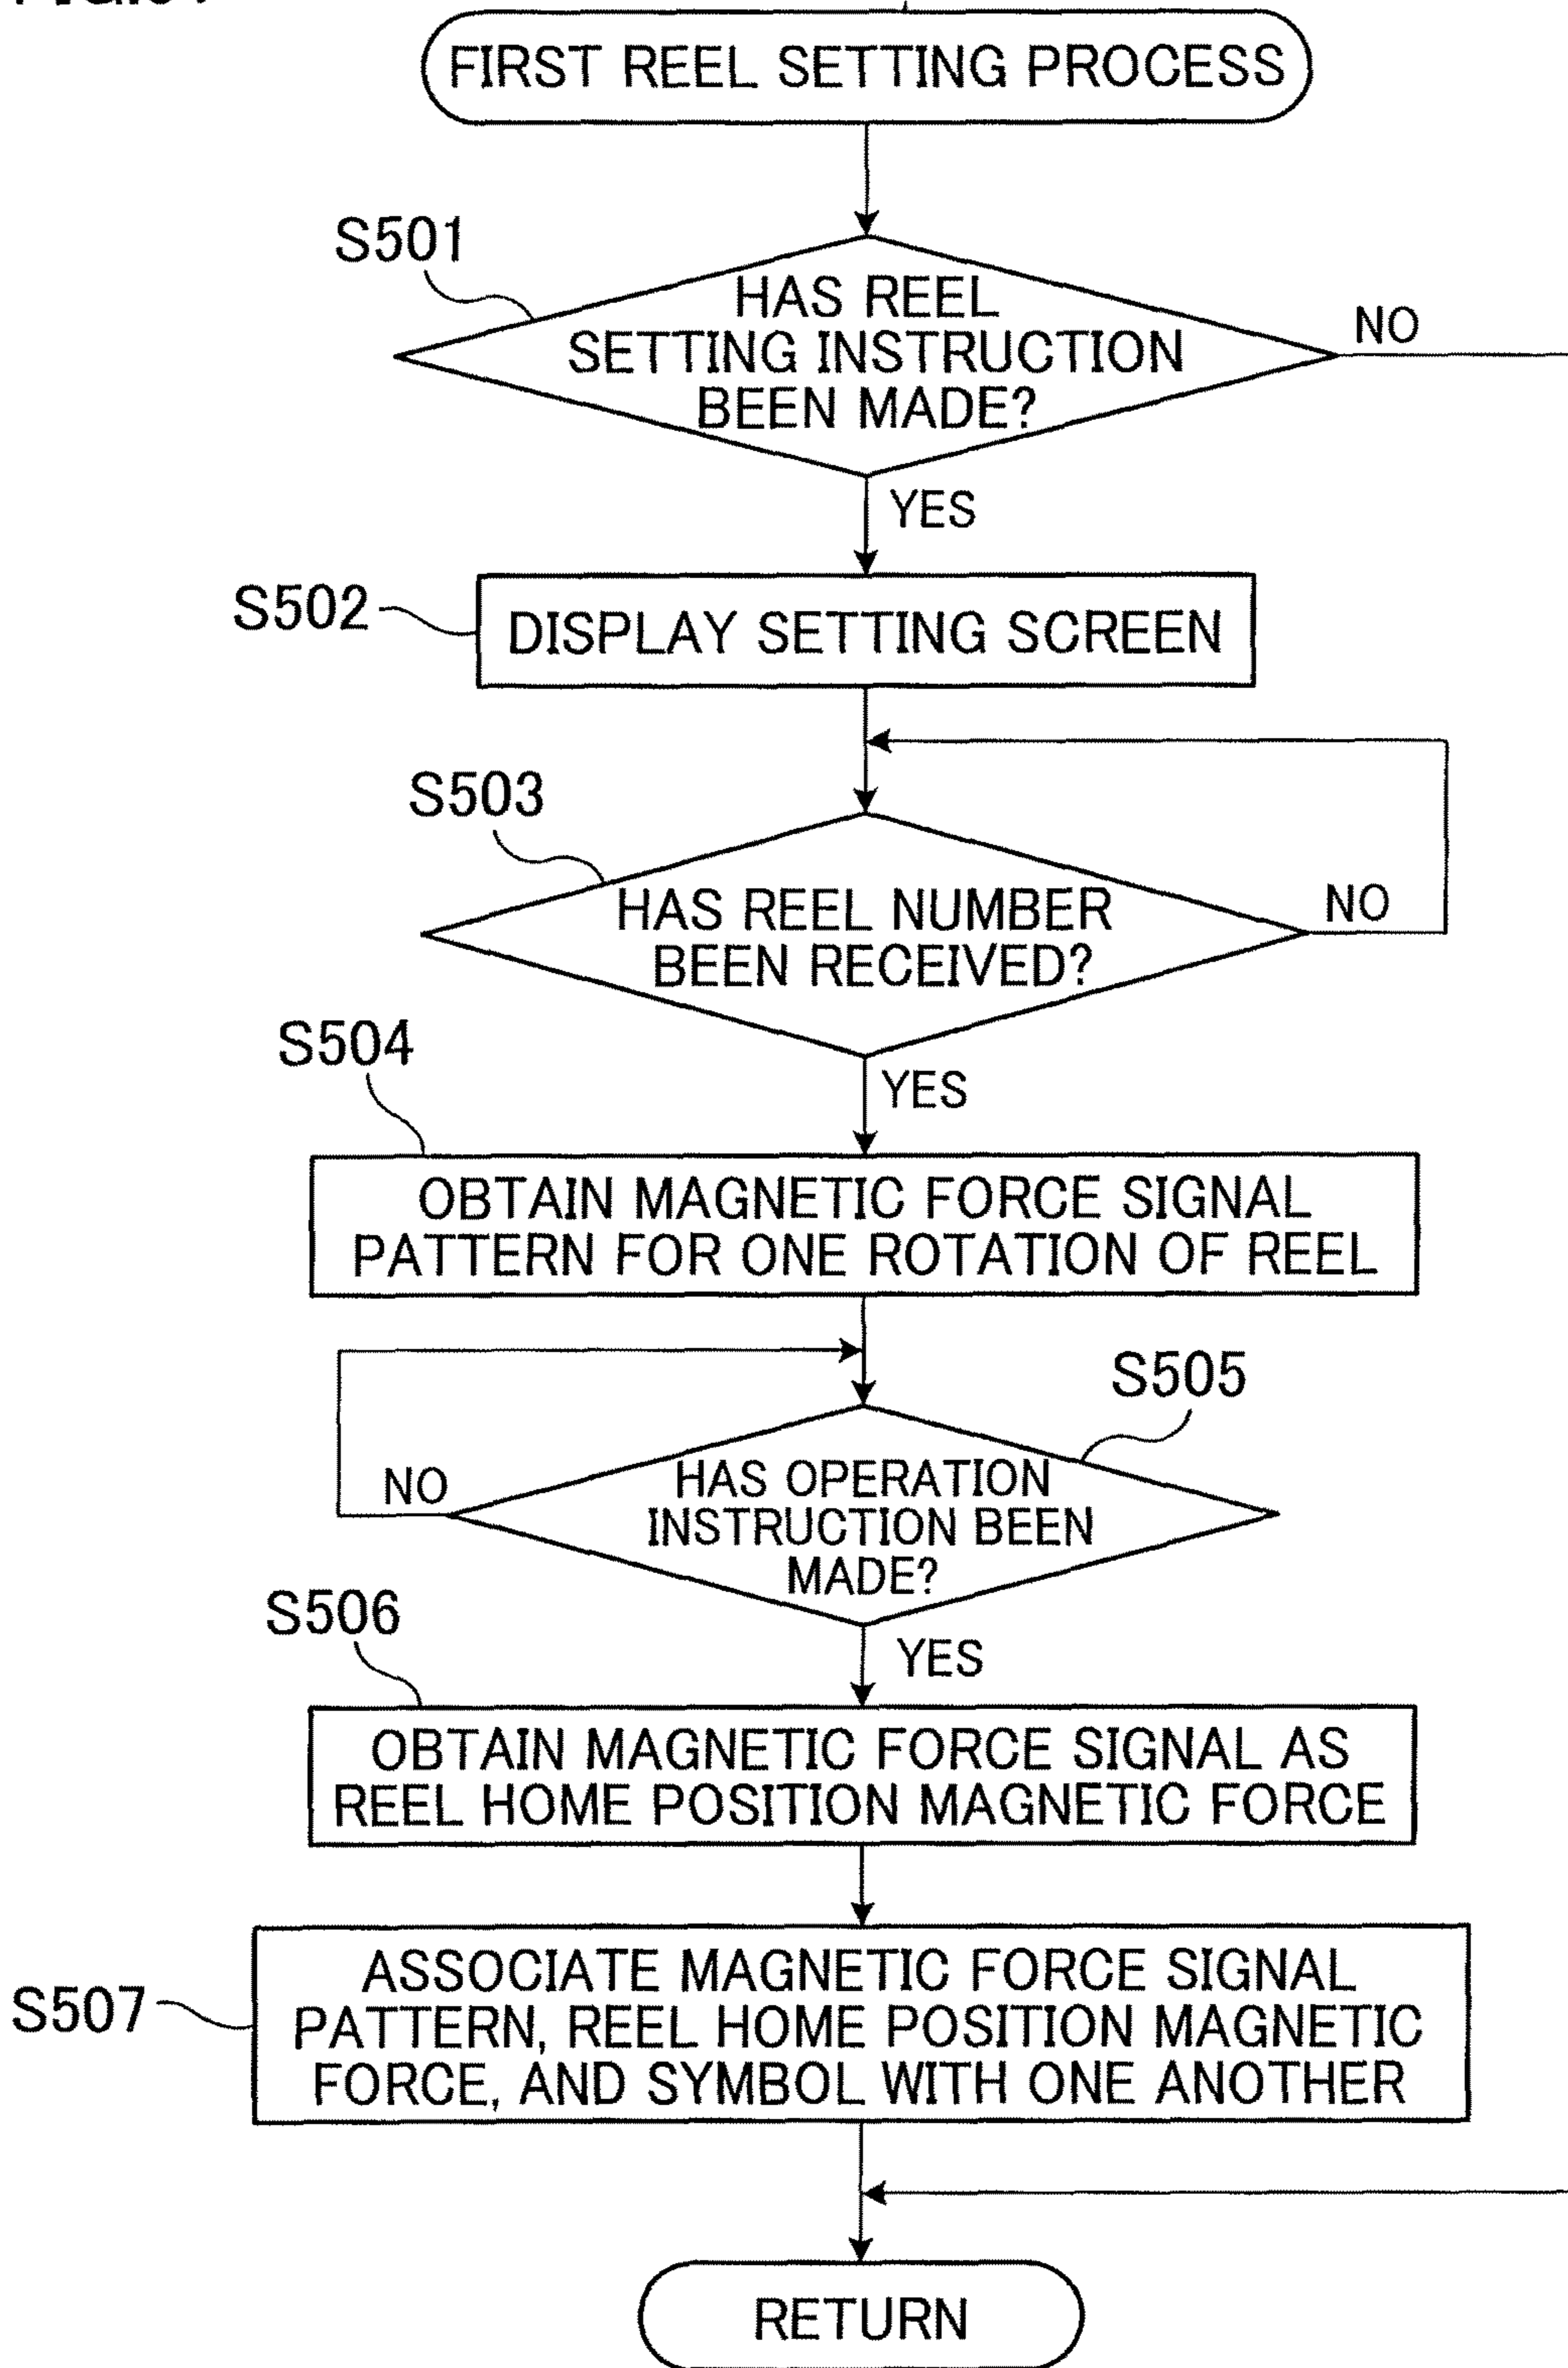 FIRST REEL SETTING PROCESS
S501
HAS REEL
SETTING INSTRUCTION
BEEN MADE?
NO
YES
S502
DISPLAY SETTING SCREEN
S503
HAS REEL NUMBER
BEEN RECEIVED?
NO
YES
S504
OBTAIN MAGNETIC FORCE SIGNAL
PATTERN FOR ONE ROTATION OF REEL
S505
HAS OPERATION
INSTRUCTION BEEN
MADE?
NO
YES
S506
OBTAIN MAGNETIC FORCE SIGNAL AS
REEL HOME POSITION MAGNETIC FORCE
S507
ASSOCIATE MAGNETIC FORCE SIGNAL
PATTERN, REEL HOME POSITION MAGNETIC
FORCE, AND SYMBOL WITH ONE ANOTHER
RETURN